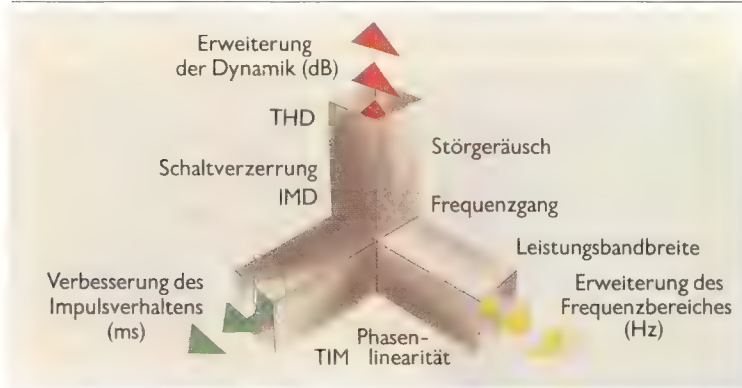 Erweiterung
der Dynamik (dB)
THD
Störgeräusch
Schaltverzerrung
IMD
Frequenzgang
Leistungsbandbreite
Verbesserung des
Impulsverhaltens
(ms)
Erweiterung des
Frequenzbereiches
(Hz)
Phasen-
TIM linearität